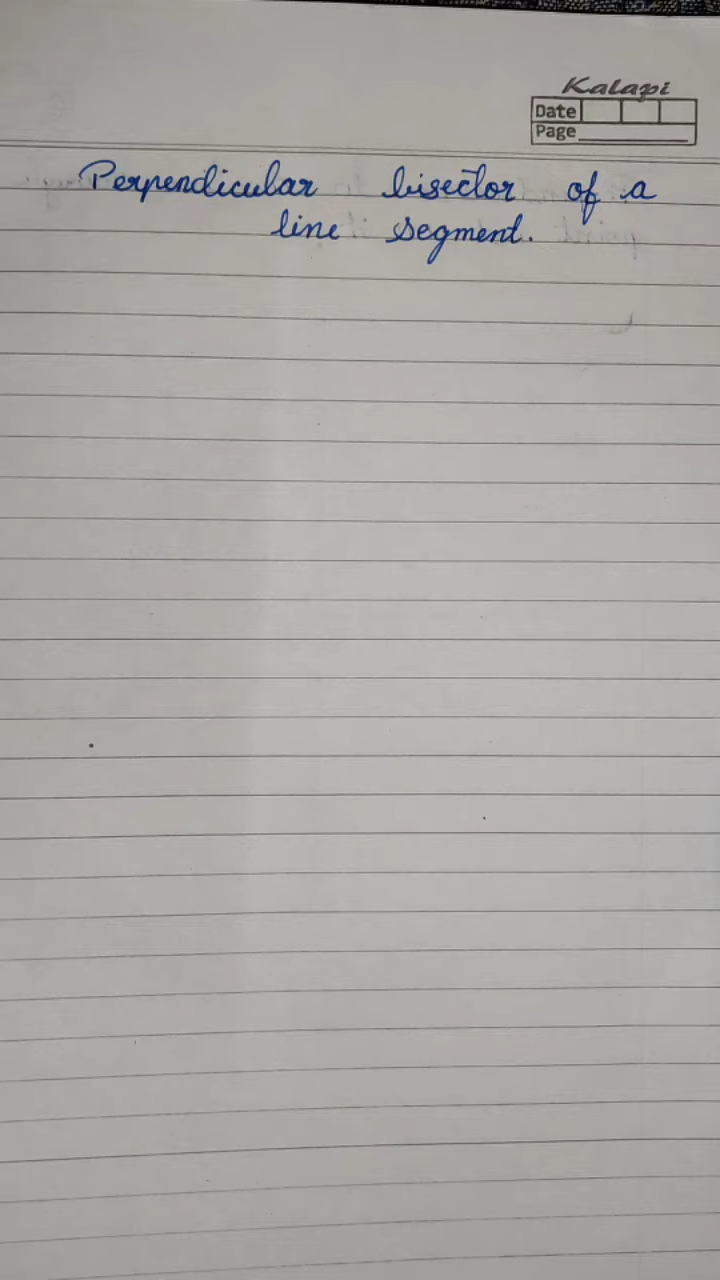 Kalapi
Date
Page
Perpendicular bisector of a
line segment.